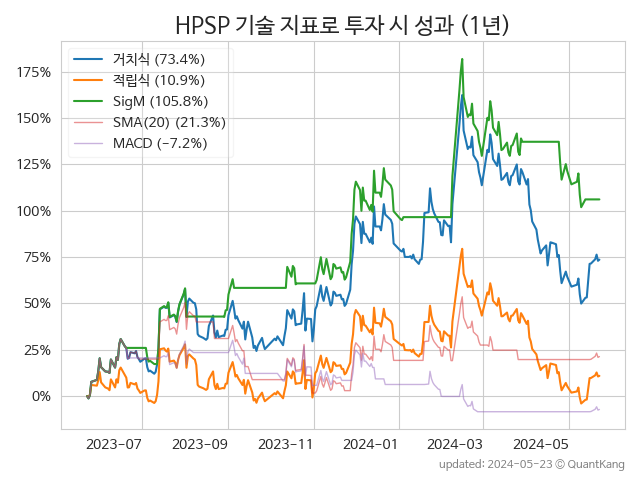 HPSP 기술 지표로 투자 시 성과 (1년)
거치식 (73.4%)
적립식 (10.9%)
SigM (105.8%)
SMA(20) (21.3%)
MACD (−7.2%)
175%
150%
125%
100%
75%
50%
25%
0%
2023-07 2023-09 2023-11 2024-01 2024-03 2024-05
updated: 2024-05-23 ⓒ QuantKang